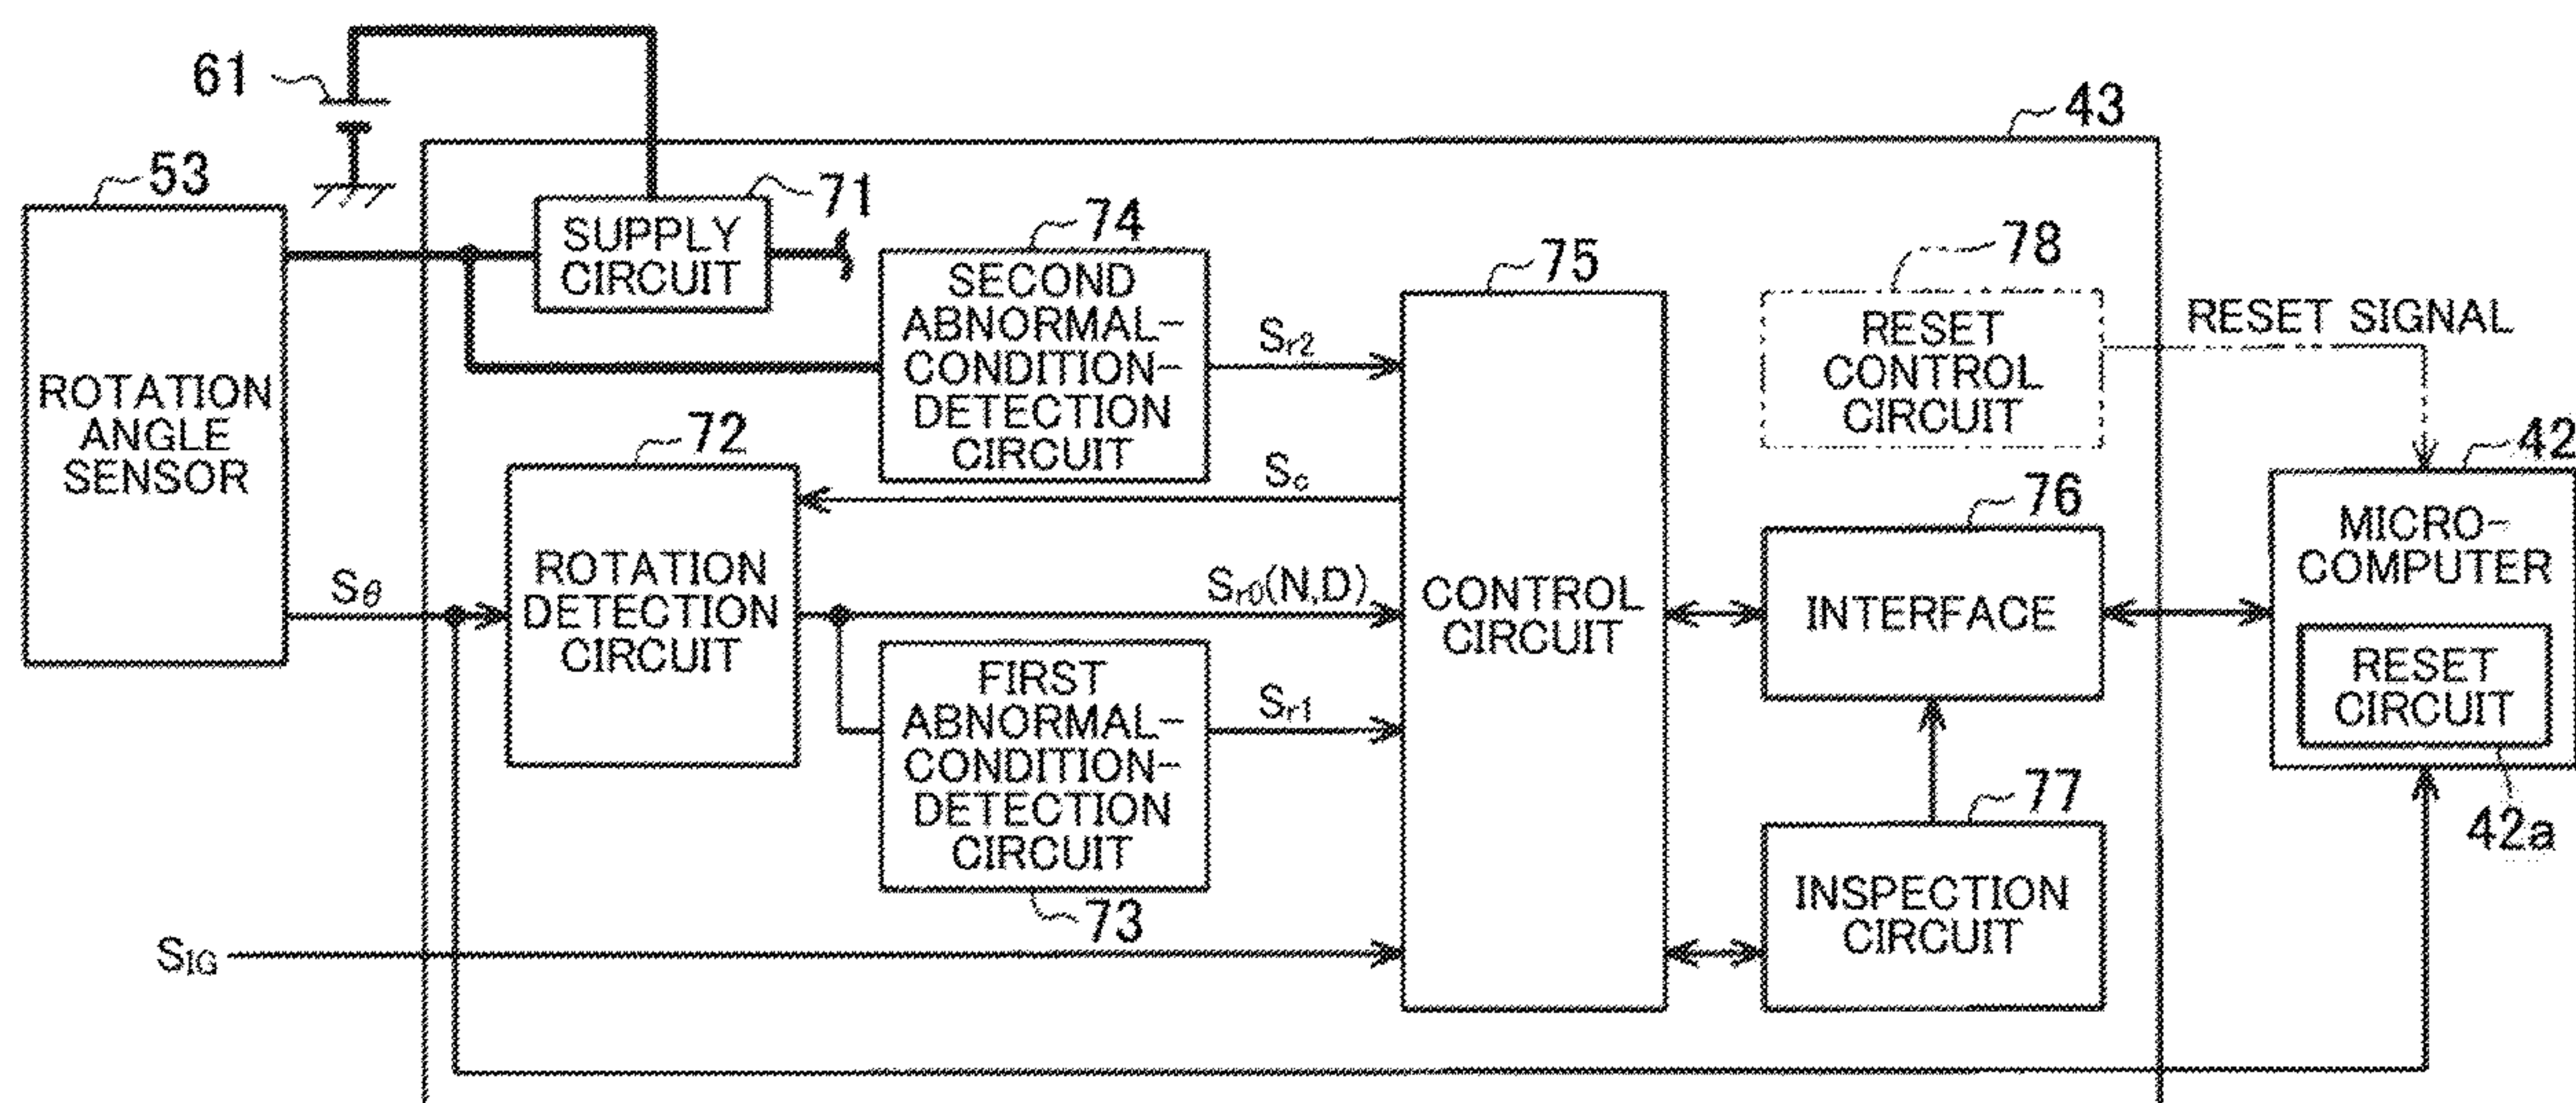 61
43
53
71
SUPPLY
CIRCUIT
74
SECOND
ABNORMAL-
CONDITION-
DETECTION
CIRCUIT
75
78
RESET
CONTROL
CIRCUIT
RESET SIGNAL
Sr2
ROTATION
ANGLE
SENSOR
72
Sc
42
76
MICRO-
COMPUTER
ROTATION
DETECTION
CIRCUIT
Sθ
Sr0(N,D)
CONTROL
CIRCUIT
INTERFACE
RESET
CIRCUIT
FIRST
ABNORMAL-
CONDITION-
DETECTION
CIRCUIT
Sr1
77
42a
INSPECTION
CIRCUIT
73
SIG